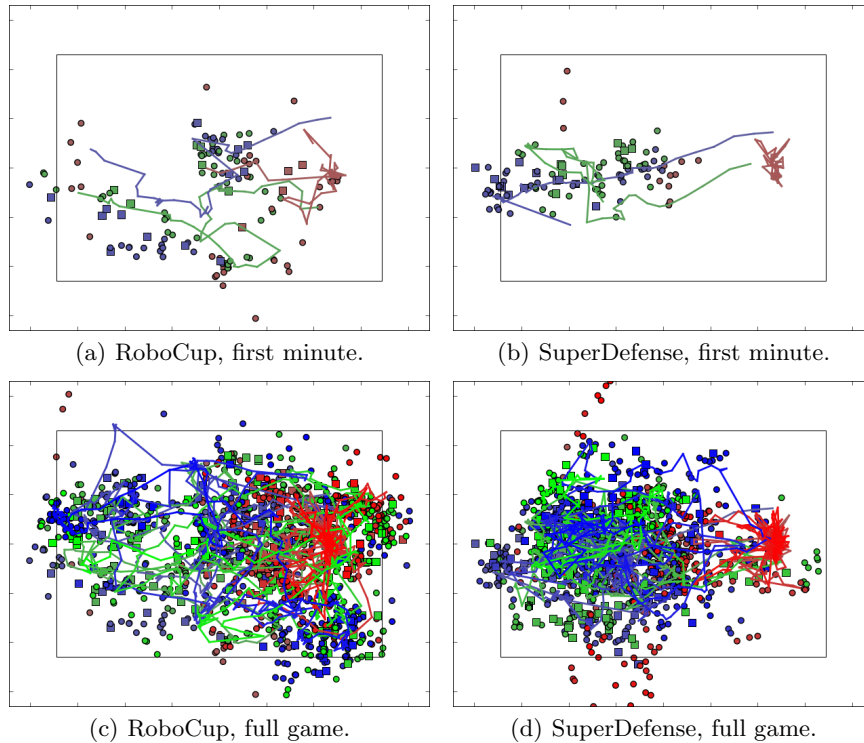 (a) RoboCup, first minute.
(b) SuperDefense, first minute.
(c) RoboCup, full game.
(d) SuperDefense, full game.